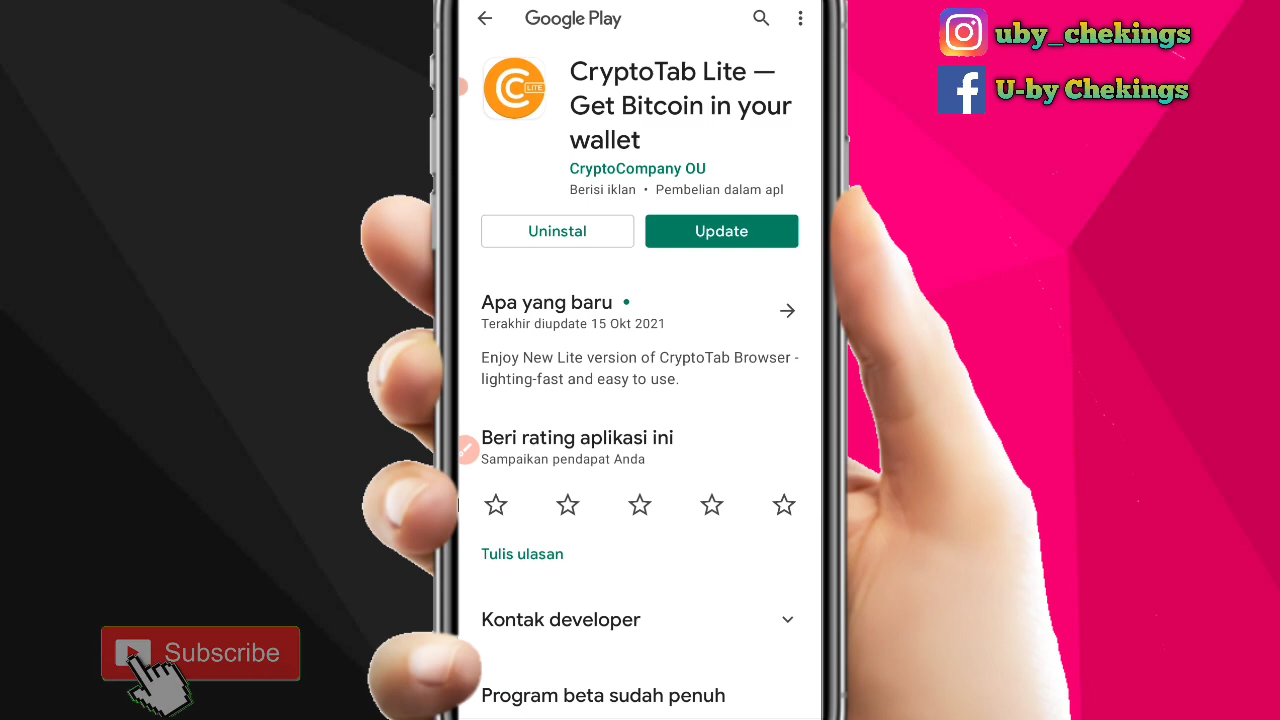 Google Play
uby_chekings
U-by Chekings
LITE
CryptoTab Lite —
Get Bitcoin in your
wallet
CryptoCompany OU
Berisi iklan • Pembelian dalam apl
Uninstal
Update
Apa yang baru •
Terakhir diupdate 15 Okt 2021
Enjoy New Lite version of CryptoTab Browser -
lighting-fast and easy to use.
Beri rating aplikasi ini
Sampaikan pendapat Anda
Tulis ulasan
Kontak developer
Subscribe
Program beta sudah penuh